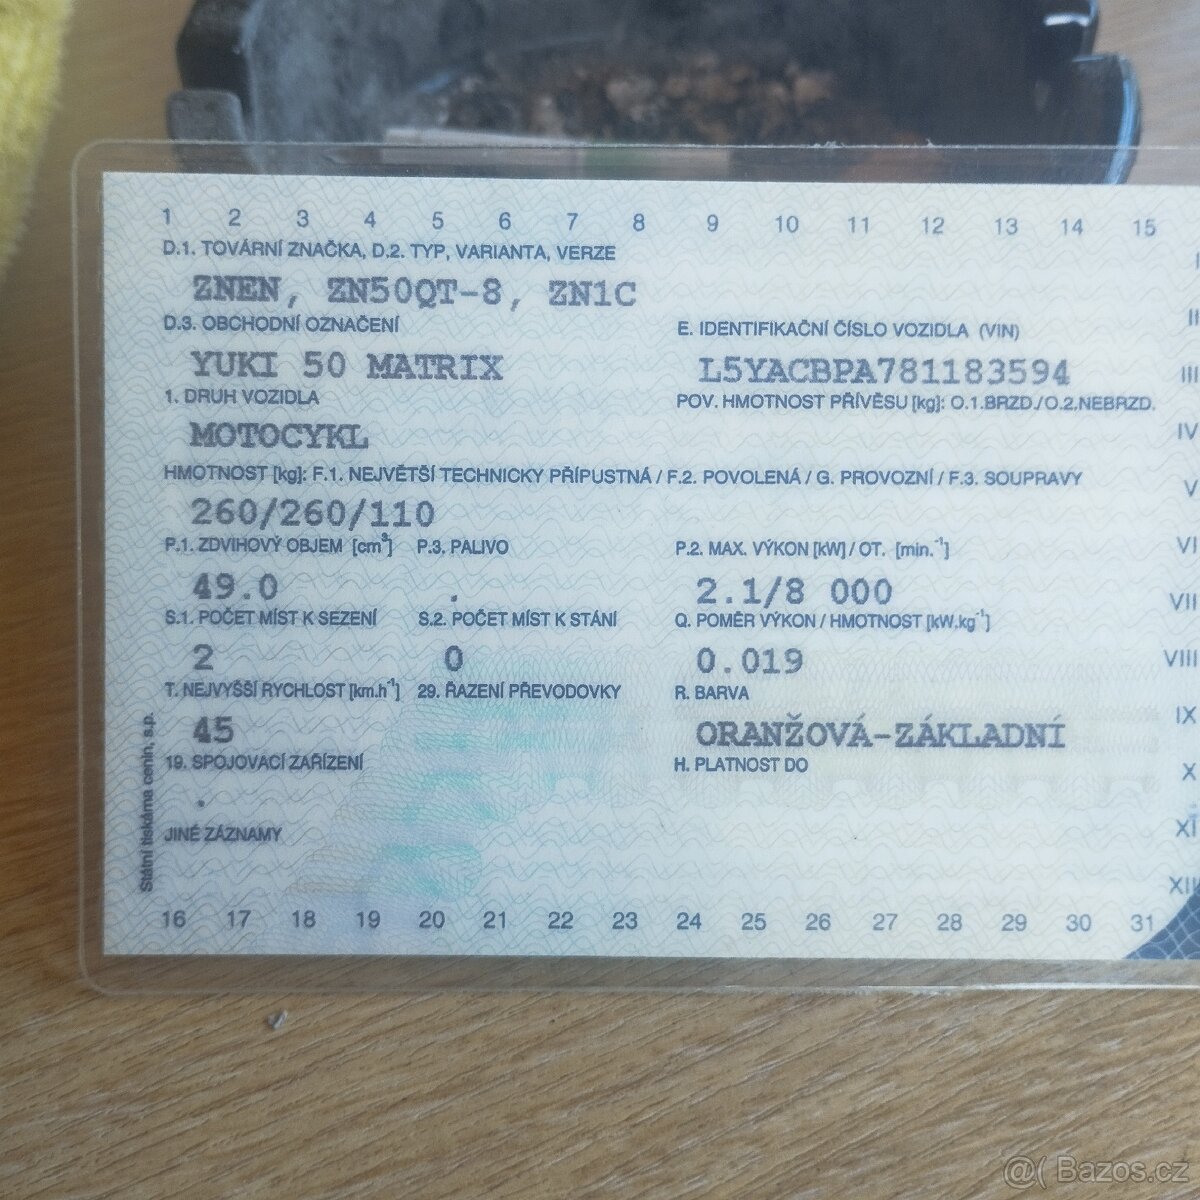 1 2 3 4 5 6 7 8 9 10 11 12 13 14 15
D.1. TOVÁRNÍ ZNAČKA, D.2. TYP, VARIANTA, VERZE
ZNEN, ZN50QT-8, ZN1C
D.3. OBCHODNÍ OZNAČENÍ E. IDENTIFIKAČNÍ ČÍSLO VOZIDLA (VIN)
YUKI 50 MATRIX L5YACBPA781183594
1. DRUH VOZIDLA POV. HMOTNOST PŘÍVĚSU [kg]: O.1.BRZD./O.2.NEBRZD.
MOTOCYKL
HMOTNOST [kg]: F.1. NEJVĚTŠÍ TECHNICKY PŘÍPUSTNÁ / F.2. POVOLENÁ / G. PROVOZNÍ / F.3. SOUPRAVY
260/260/110
P.1. ZDVIHOVÝ OBJEM [cm³] P.3. PALIVO P.2. MAX. VÝKON [kW] / OT. [min.⁻¹]
49.0 . 2.1/8 000
S.1. POČET MÍST K SEZENÍ S.2. POČET MÍST K STÁNÍ Q. POMĚR VÝKON / HMOTNOST [kW.kg⁻¹]
2 0 0.019
T. NEJVYŠŠÍ RYCHLOST [km.h⁻¹] 29. ŘAZENÍ PŘEVODOVKY R. BARVA
45 ORANŽOVÁ-ZÁKLADNÍ
19. SPOJOVACÍ ZAŘÍZENÍ H. PLATNOST DO
.
JINÉ ZÁZNAMY
16 17 18 19 20 21 22 23 24 25 26 27 28 29 30 31
Státní tiskárna cenin, s.p.
I
II
III
IV
V
VI
VII
VIII
IX
X
XI
XII
@( Bazos.cz